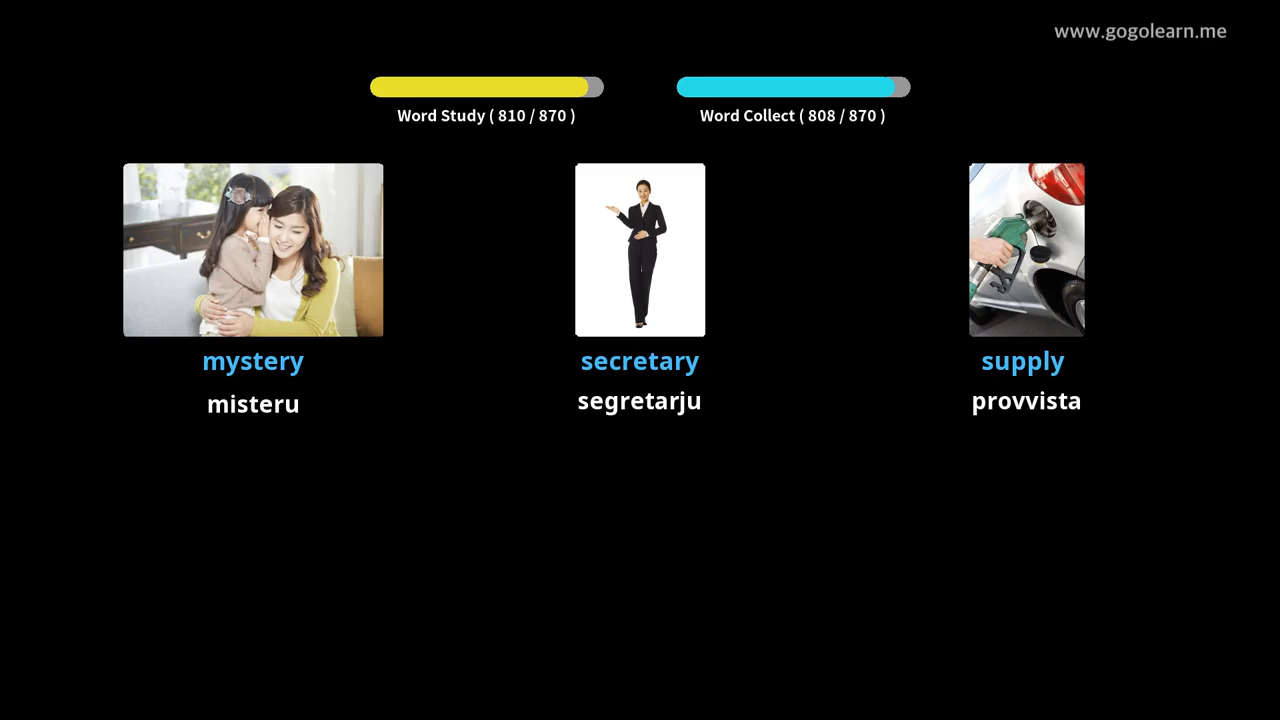 www.gogolearn.me
Word Study ( 810 / 870 )
Word Collect ( 808 / 870 )
mystery
misteru
secretary
segretarju
supply
provvista